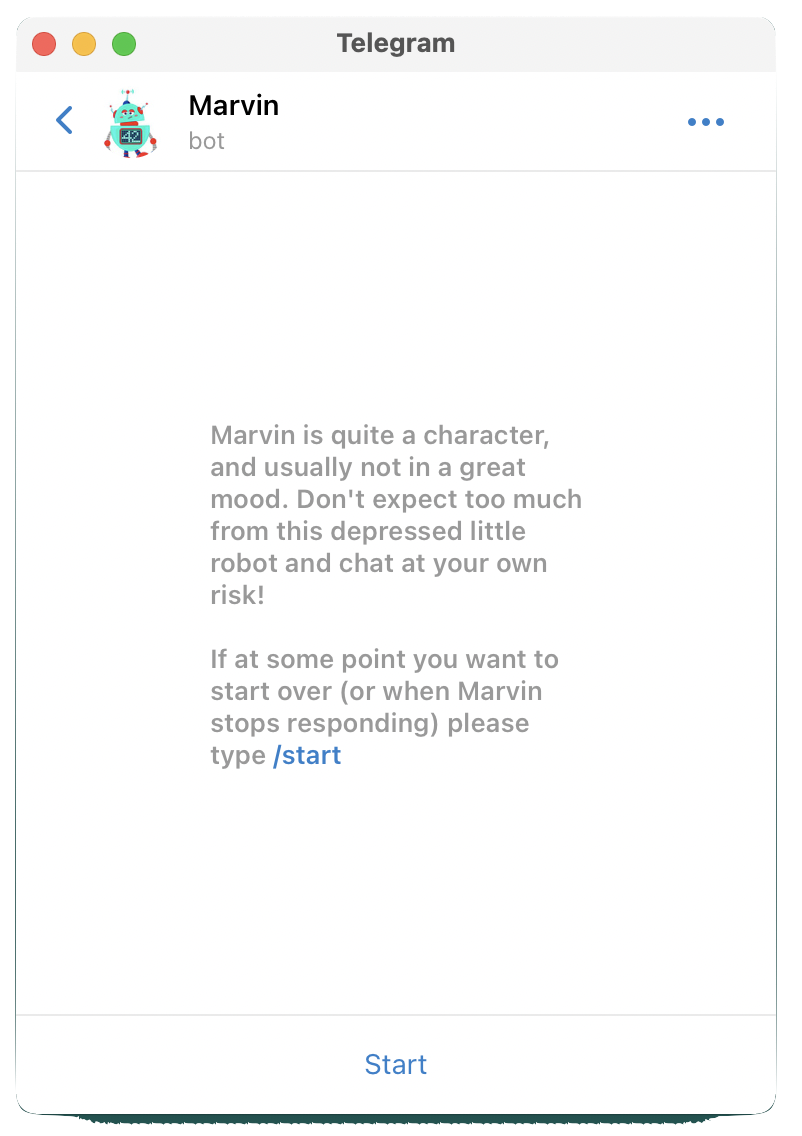 Telegram
Marvin
bot
42
Marvin is quite a character,
and usually not in a great
mood. Don't expect too much
from this depressed little
robot and chat at your own
risk!
If at some point you want to
start over (or when Marvin
stops responding) please
type /start
Start